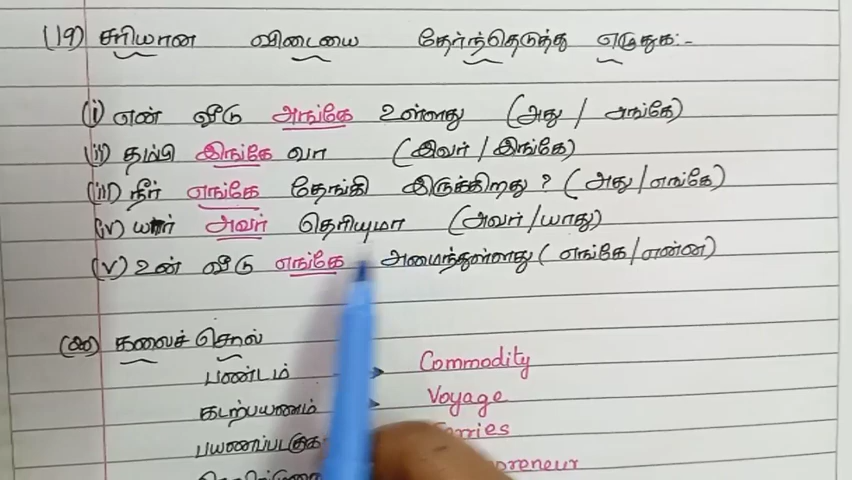 (19) சரியான விடையை தேர்ந்தெடுத்து எழுதுக:-
(i) என் வீடு அங்கே உள்ளது (அது / அங்கே)
(ii) தம்பி இங்கே வா (இவர் / இங்கே)
(iii) நீர் எங்கே தேங்கி இருக்கிறது? (அது / எங்கே)
(iv) யார் அவர் தெரியுமா (அவர் / யாது)
(v) உன் வீடு எங்கே அமைந்துள்ளது (எங்கே / என்ன)
கலைச் சொல்
பண்டம் → Commodity
கடற்பயணம் → Voyage
பயணப்படகுக